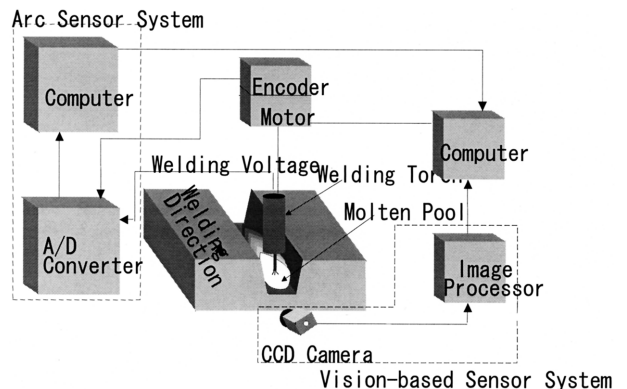 Arc Sensor System
Computer
Encoder
Motor
Computer
Welding Voltage
Welding Torch
Welding
Direction
Molten Pool
A/D
Converter
Image
Processor
CCD Camera
Vision-based Sensor System